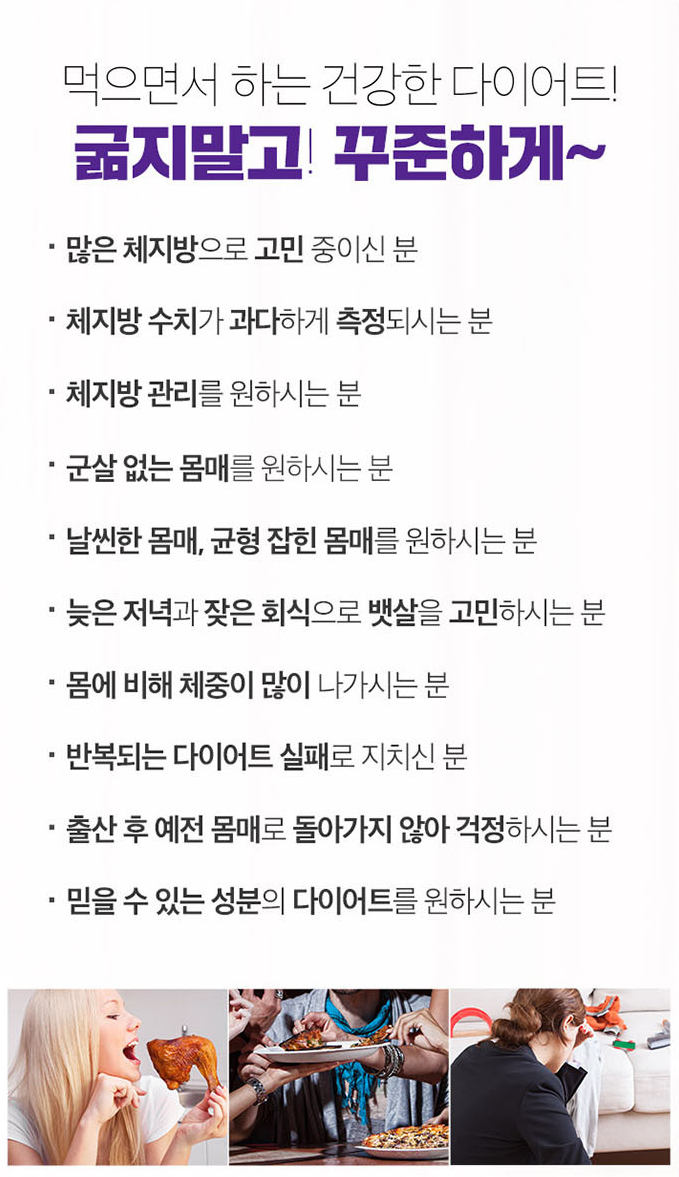 먹으면서 하는 건강한 다이어트!
굶지말고! 꾸준하게~
· 많은 체지방으로 고민 중이신 분
· 체지방 수치가 과다하게 측정되시는 분
· 체지방 관리를 원하시는 분
· 군살 없는 몸매를 원하시는 분
· 날씬한 몸매, 균형 잡힌 몸매를 원하시는 분
· 늦은 저녁과 잦은 회식으로 뱃살을 고민하시는 분
· 몸에 비해 체중이 많이 나가시는 분
· 반복되는 다이어트 실패로 지치신 분
· 출산 후 예전 몸매로 돌아가지 않아 걱정하시는 분
· 믿을 수 있는 성분의 다이어트를 원하시는 분